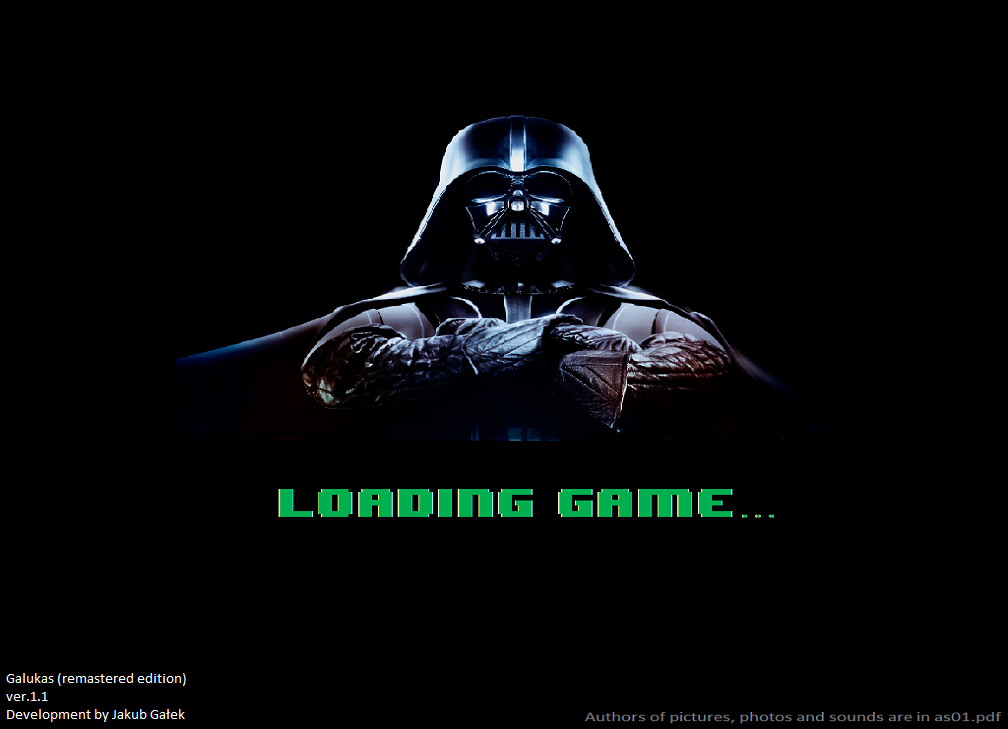 LOADING GAME...
Galukas (remastered edition)
ver.1.1
Development by Jakub Gałek
Authors of pictures, photos and sounds are in as01.pdf